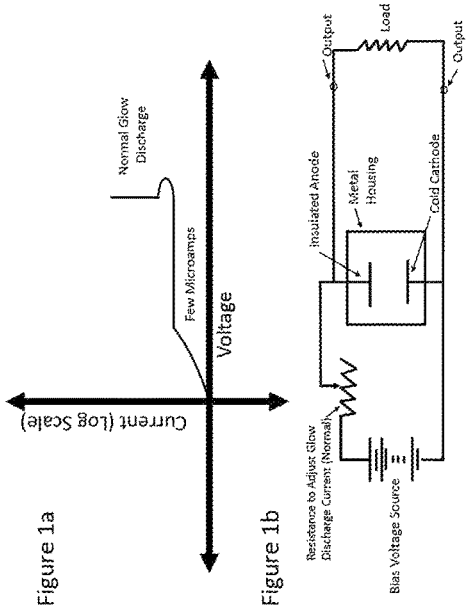 Figure 1a
Current (Log Scale)
Normal Glow
Discharge
Few Microamps
Voltage
Figure 1b
Resistance to Adjust Glow
Discharge Current (Normal)
Bias Voltage Source
Insulated Anode
Metal
Housing
Cold Cathode
Output
Load
Output